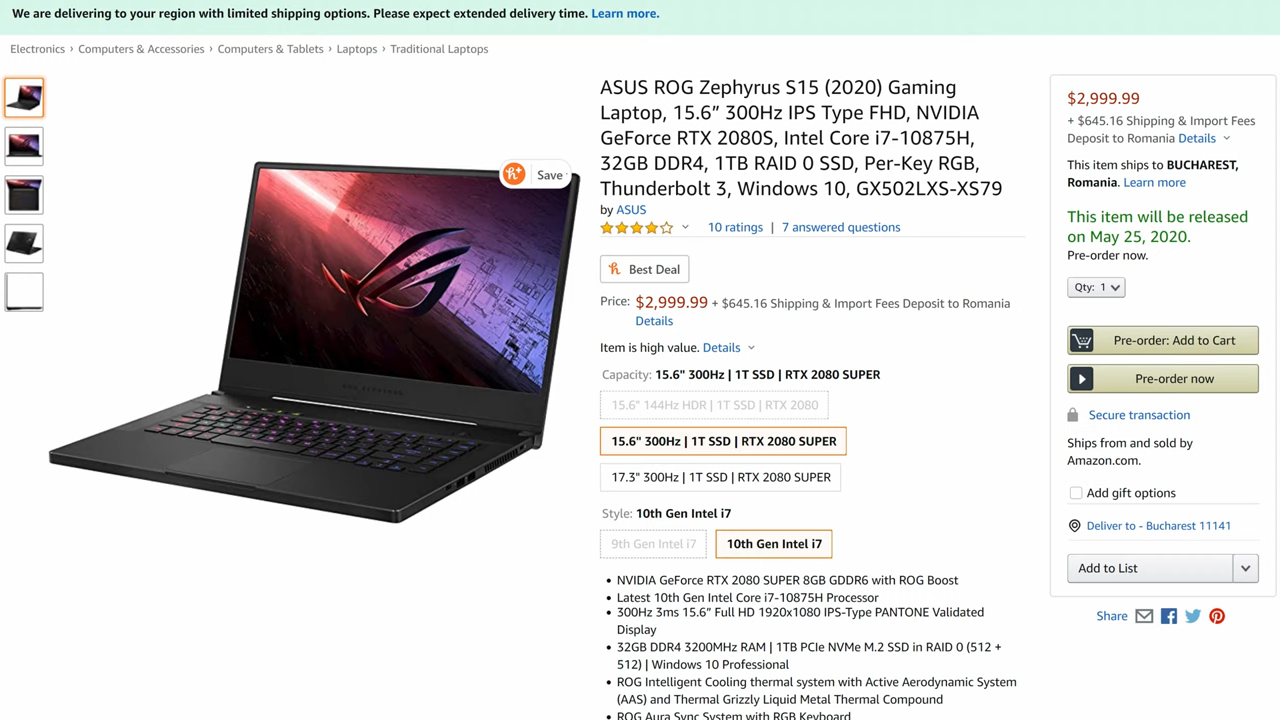 We are delivering to your region with limited shipping options. Please expect extended delivery time. Learn more.
Electronics › Computers & Accessories › Computers & Tablets › Laptops › Traditional Laptops
Save
ASUS ROG Zephyrus S15 (2020) Gaming
Laptop, 15.6” 300Hz IPS Type FHD, NVIDIA
GeForce RTX 2080S, Intel Core i7-10875H,
32GB DDR4, 1TB RAID 0 SSD, Per-Key RGB,
Thunderbolt 3, Windows 10, GX502LXS-XS79
by ASUS
10 ratings | 7 answered questions
Best Deal
Price: $2,999.99 + $645.16 Shipping & Import Fees Deposit to Romania
Details
Item is high value. Details
Capacity: 15.6" 300Hz | 1T SSD | RTX 2080 SUPER
15.6" 144Hz HDR | 1T SSD | RTX 2080
15.6" 300Hz | 1T SSD | RTX 2080 SUPER
17.3" 300Hz | 1T SSD | RTX 2080 SUPER
Style: 10th Gen Intel i7
9th Gen Intel i7
10th Gen Intel i7
• NVIDIA GeForce RTX 2080 SUPER 8GB GDDR6 with ROG Boost
• Latest 10th Gen Intel Core i7-10875H Processor
• 300Hz 3ms 15.6” Full HD 1920x1080 IPS-Type PANTONE Validated
Display
• 32GB DDR4 3200MHz RAM | 1TB PCIe NVMe M.2 SSD in RAID 0 (512 +
512) | Windows 10 Professional
• ROG Intelligent Cooling thermal system with Active Aerodynamic System
(AAS) and Thermal Grizzly Liquid Metal Thermal Compound
• ROG Aura Sync System with RGB Keyboard
$2,999.99
+ $645.16 Shipping & Import Fees
Deposit to Romania Details
This item ships to BUCHAREST,
Romania. Learn more
This item will be released
on May 25, 2020.
Pre-order now.
Qty: 1
Pre-order: Add to Cart
Pre-order now
Secure transaction
Ships from and sold by
Amazon.com.
Add gift options
Deliver to - Bucharest 11141
Add to List
Share